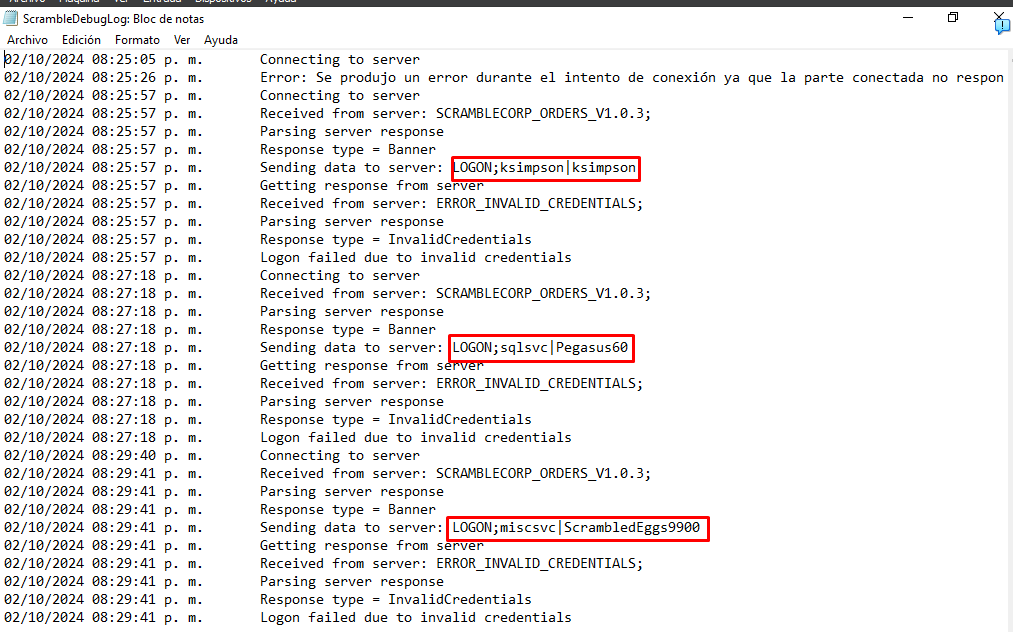 Archivo Máquina Ver Entrada Dispositivos Ayuda
ScrambleDebugLog: Bloc de notas
Archivo Edición Formato Ver Ayuda
02/10/2024 08:25:05 p. m. Connecting to server
02/10/2024 08:25:26 p. m. Error: Se produjo un error durante el intento de conexión ya que la parte conectada no respon
02/10/2024 08:25:57 p. m. Connecting to server
02/10/2024 08:25:57 p. m. Received from server: SCRAMBLECORP_ORDERS_V1.0.3;
02/10/2024 08:25:57 p. m. Parsing server response
02/10/2024 08:25:57 p. m. Response type = Banner
02/10/2024 08:25:57 p. m. Sending data to server: LOGON;ksimpson|ksimpson
02/10/2024 08:25:57 p. m. Getting response from server
02/10/2024 08:25:57 p. m. Received from server: ERROR_INVALID_CREDENTIALS;
02/10/2024 08:25:57 p. m. Parsing server response
02/10/2024 08:25:57 p. m. Response type = InvalidCredentials
02/10/2024 08:25:57 p. m. Logon failed due to invalid credentials
02/10/2024 08:27:18 p. m. Connecting to server
02/10/2024 08:27:18 p. m. Received from server: SCRAMBLECORP_ORDERS_V1.0.3;
02/10/2024 08:27:18 p. m. Parsing server response
02/10/2024 08:27:18 p. m. Response type = Banner
02/10/2024 08:27:18 p. m. Sending data to server: LOGON;sqlsvc|Pegasus60
02/10/2024 08:27:18 p. m. Getting response from server
02/10/2024 08:27:18 p. m. Received from server: ERROR_INVALID_CREDENTIALS;
02/10/2024 08:27:18 p. m. Parsing server response
02/10/2024 08:27:18 p. m. Response type = InvalidCredentials
02/10/2024 08:27:18 p. m. Logon failed due to invalid credentials
02/10/2024 08:29:40 p. m. Connecting to server
02/10/2024 08:29:41 p. m. Received from server: SCRAMBLECORP_ORDERS_V1.0.3;
02/10/2024 08:29:41 p. m. Parsing server response
02/10/2024 08:29:41 p. m. Response type = Banner
02/10/2024 08:29:41 p. m. Sending data to server: LOGON;miscsvc|ScrambledEggs9900
02/10/2024 08:29:41 p. m. Getting response from server
02/10/2024 08:29:41 p. m. Received from server: ERROR_INVALID_CREDENTIALS;
02/10/2024 08:29:41 p. m. Parsing server response
02/10/2024 08:29:41 p. m. Response type = InvalidCredentials
02/10/2024 08:29:41 p. m. Logon failed due to invalid credentials